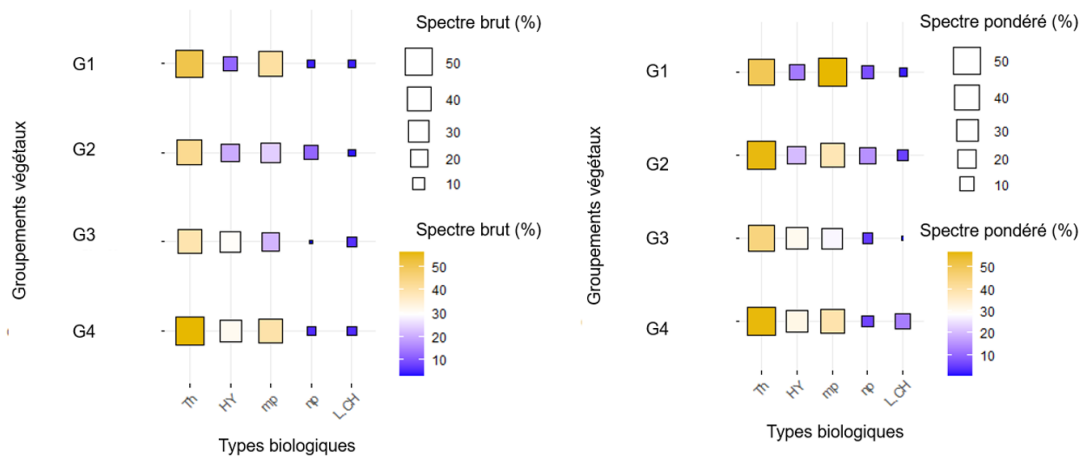 Spectre brut (%)
50
40
30
20
10
Spectre brut (%)
50
40
30
20
10
Groupements végétaux
G1
G2
G3
G4
Th
HY
mp
np
L_CH
Types biologiques
Spectre pondéré (%)
50
40
30
20
10
Spectre pondéré (%)
50
40
30
20
10
Groupements végétaux
G1
G2
G3
G4
Th
HY
mp
np
L_CH
Types biologiques